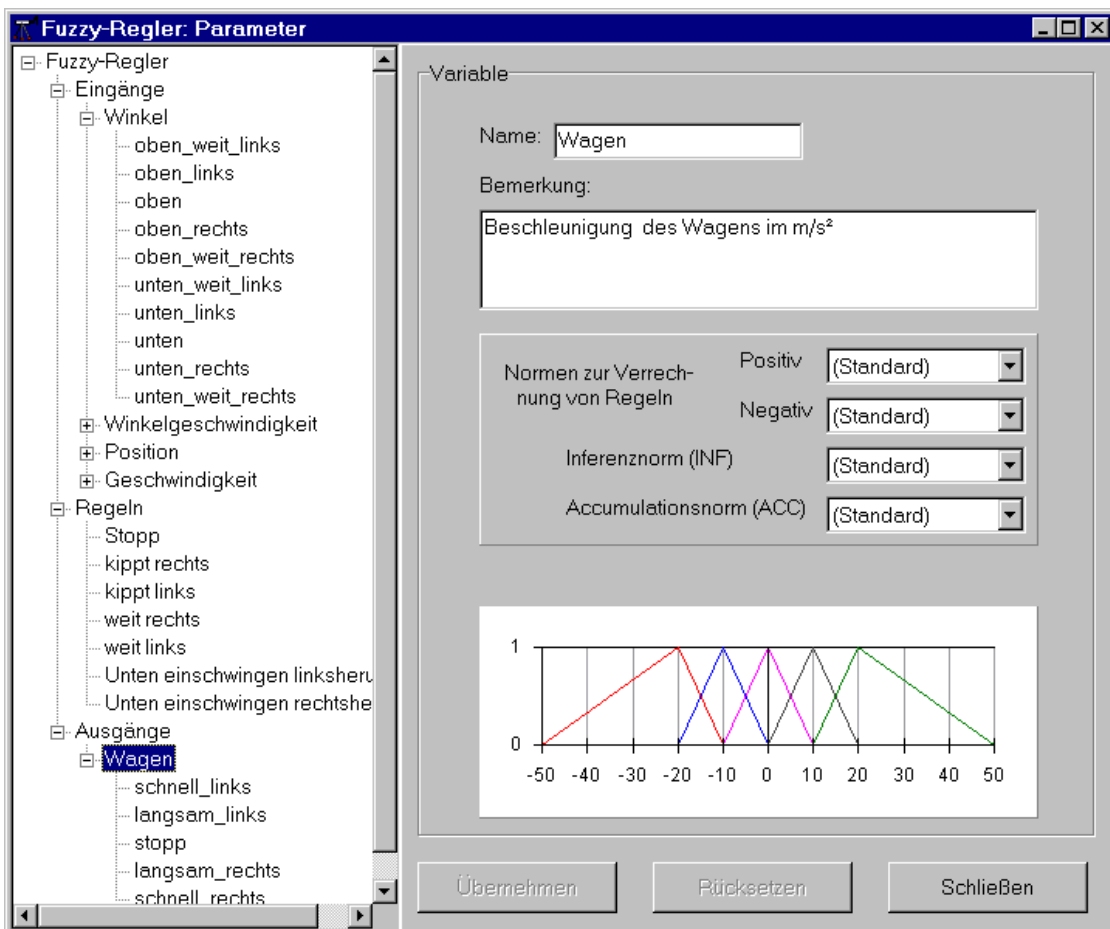 Fuzzy-Regler: Parameter
Fuzzy-Regler
Eingänge
Winkel
oben_weit_links
oben_links
oben
oben_rechts
oben_weit_rechts
unten_weit_links
unten_links
unten
unten_rechts
unten_weit_rechts
Winkelgeschwindigkeit
Position
Geschwindigkeit
Regeln
Stopp
kippt rechts
kippt links
weit rechts
weit links
Unten einschwingen linksheru
Unten einschwingen rechtshe
Ausgänge
Wagen
schnell_links
langsam_links
stopp
langsam_rechts
schnell_rechts
Variable
Name: Wagen
Bemerkung:
Beschleunigung  des Wagens im m/s²
Normen zur Verrech-
nung von Regeln
Positiv (Standard)
Negativ (Standard)
Inferenznorm (INF) (Standard)
Accumulationsnorm (ACC) (Standard)
1
0
-50 -40 -30 -20 -10 0 10 20 30 40 50
Übernehmen Rücksetzen Schließen